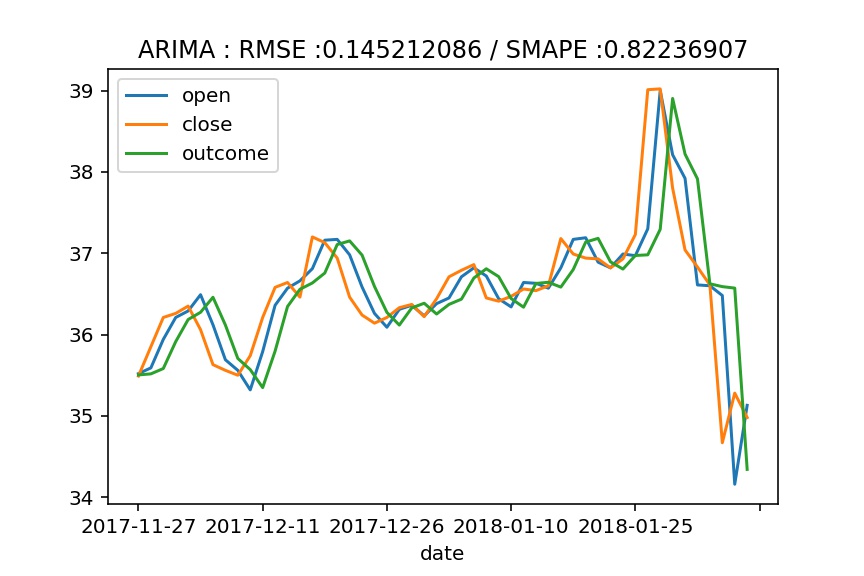 ARIMA : RMSE :0.145212086 / SMAPE :0.82236907
39
38
37
36
35
34
open
close
outcome
2017-11-27 2017-12-11 2017-12-26 2018-01-10 2018-01-25
date